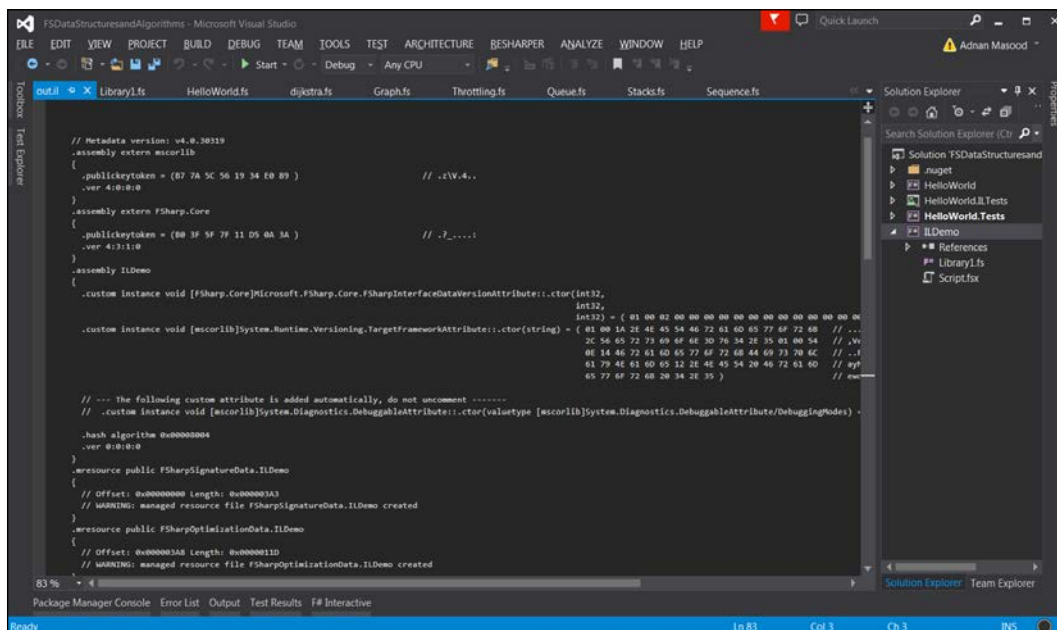 FSDataStructuresandAlgorithms - Microsoft Visual Studio
Quick Launch
FILE EDIT VIEW PROJECT BUILD DEBUG TEAM TOOLS TEST ARCHITECTURE RESHARPER ANALYZE WINDOW HELP
Adnan Masood
Start Debug Any CPU
Toolbox
Test Explorer
out.il Library1.fs HelloWorld.fs dijkstra.fs Graph.fs Throttling.fs Queue.fs Stacks.fs Sequence.fs
// Metadata version: v4.0.30319
.assembly extern mscorlib
{
.publickeytoken = (B7 7A 5C 56 19 34 E0 89 ) // .z\V.4..
.ver 4:0:0:0
}
.assembly extern FSharp.Core
{
.publickeytoken = (B0 3F 5F 7F 11 D5 0A 3A ) // .?_....:
.ver 4:3:1:0
}
.assembly ILDemo
{
.custom instance void [FSharp.Core]Microsoft.FSharp.Core.FSharpInterfaceDataVersionAttribute::.ctor(int32,
int32,
int32) = ( 01 00 02 00 00 00 00 00 00 00 00 00 00 00 00
.custom instance void [mscorlib]System.Runtime.Versioning.TargetFrameworkAttribute::.ctor(string) = ( 01 00 1A 2E 4E 45 54 46 72 61 6D 65 77 6F 72 6B // ...
2C 56 65 72 73 69 6F 6E 3D 76 34 2E 35 01 00 54 // ,Ve
0E 14 46 72 61 6D 65 77 6F 72 6B 44 69 73 70 6C // ..F
61 79 4E 61 6D 65 12 2E 4E 45 54 20 46 72 61 6D // ayN
65 77 6F 72 6B 20 34 2E 35 ) // ewo
// --- The following custom attribute is added automatically, do not uncomment -------
// .custom instance void [mscorlib]System.Diagnostics.DebuggableAttribute::.ctor(valuetype [mscorlib]System.Diagnostics.DebuggableAttribute/DebuggingModes) =
.hash algorithm 0x00008004
.ver 0:0:0:0
}
.mresource public FSharpSignatureData.ILDemo
{
// Offset: 0x00000000 Length: 0x000003A3
// WARNING: managed resource file FSharpSignatureData.ILDemo created
}
.mresource public FSharpOptimizationData.ILDemo
{
// Offset: 0x000003A8 Length: 0x0000011D
// WARNING: managed resource file FSharpOptimizationData.ILDemo created
83 %
Solution Explorer
Search Solution Explorer (Ctr
Solution 'FSDataStructuresand
.nuget
HelloWorld
HelloWorld.ILTests
HelloWorld.Tests
ILDemo
References
Library1.fs
Script.fsx
Solution Explorer Team Explorer
Properties
Package Manager Console Error List Output Test Results F# Interactive
Ready Ln 83 Col 3 Ch 3 INS